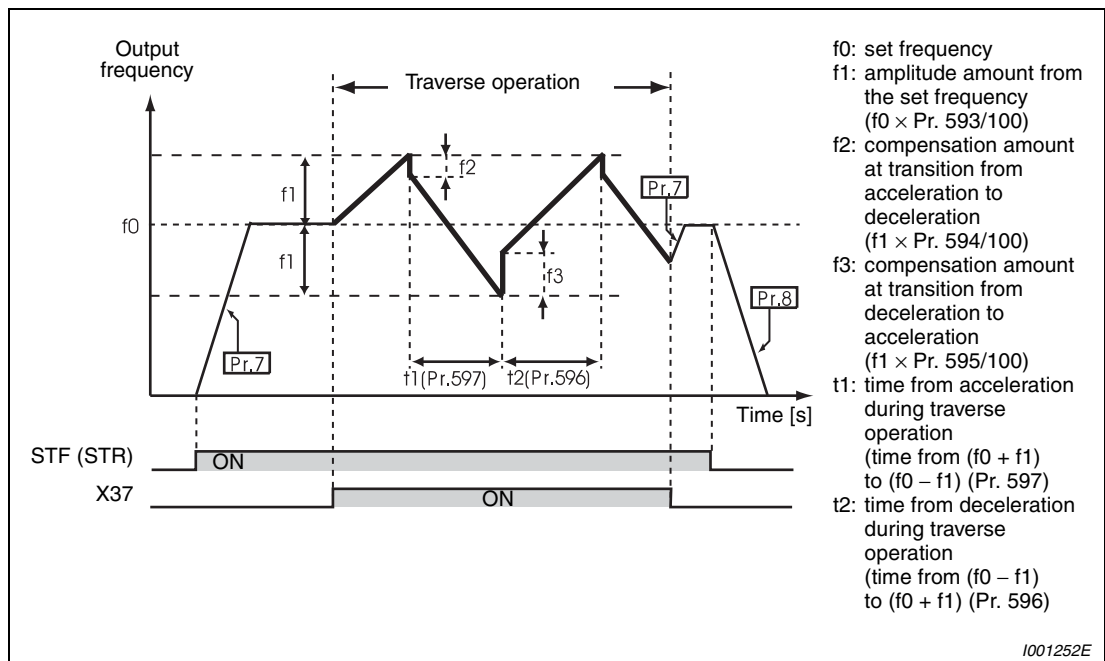 Output
frequency
Traverse operation
f1
f2
Pr.7
f0
f1
f3
Pr.8
Pr.7
t1(Pr.597)
t2(Pr.596)
Time [s]
STF (STR)
ON
X37
ON
f0: set frequency
f1: amplitude amount from
the set frequency
(f0 × Pr. 593/100)
f2: compensation amount
at transition from
acceleration to
deceleration
(f1 × Pr. 594/100)
f3: compensation amount
at transition from
deceleration to
acceleration
(f1 × Pr. 595/100)
t1: time from acceleration
during traverse
operation
(time from (f0 + f1)
to (f0 – f1) (Pr. 597)
t2: time from deceleration
during traverse
operation
(time from (f0 – f1)
to (f0 + f1) (Pr. 596)
I001252E